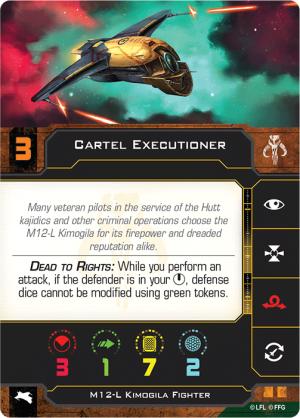 3
CARTEL EXECUTIONER
Many veteran pilots in the service of the Hutt
kajidics and other criminal operations choose the
M12-L Kimogila for its firepower and dreaded
reputation alike.
DEAD TO RIGHTS: While you perform an
attack, if the defender is in your , defense
dice cannot be modified using green tokens.
3 1 7 2
M12-L KIMOGILA FIGHTER
©LFL ©FFG